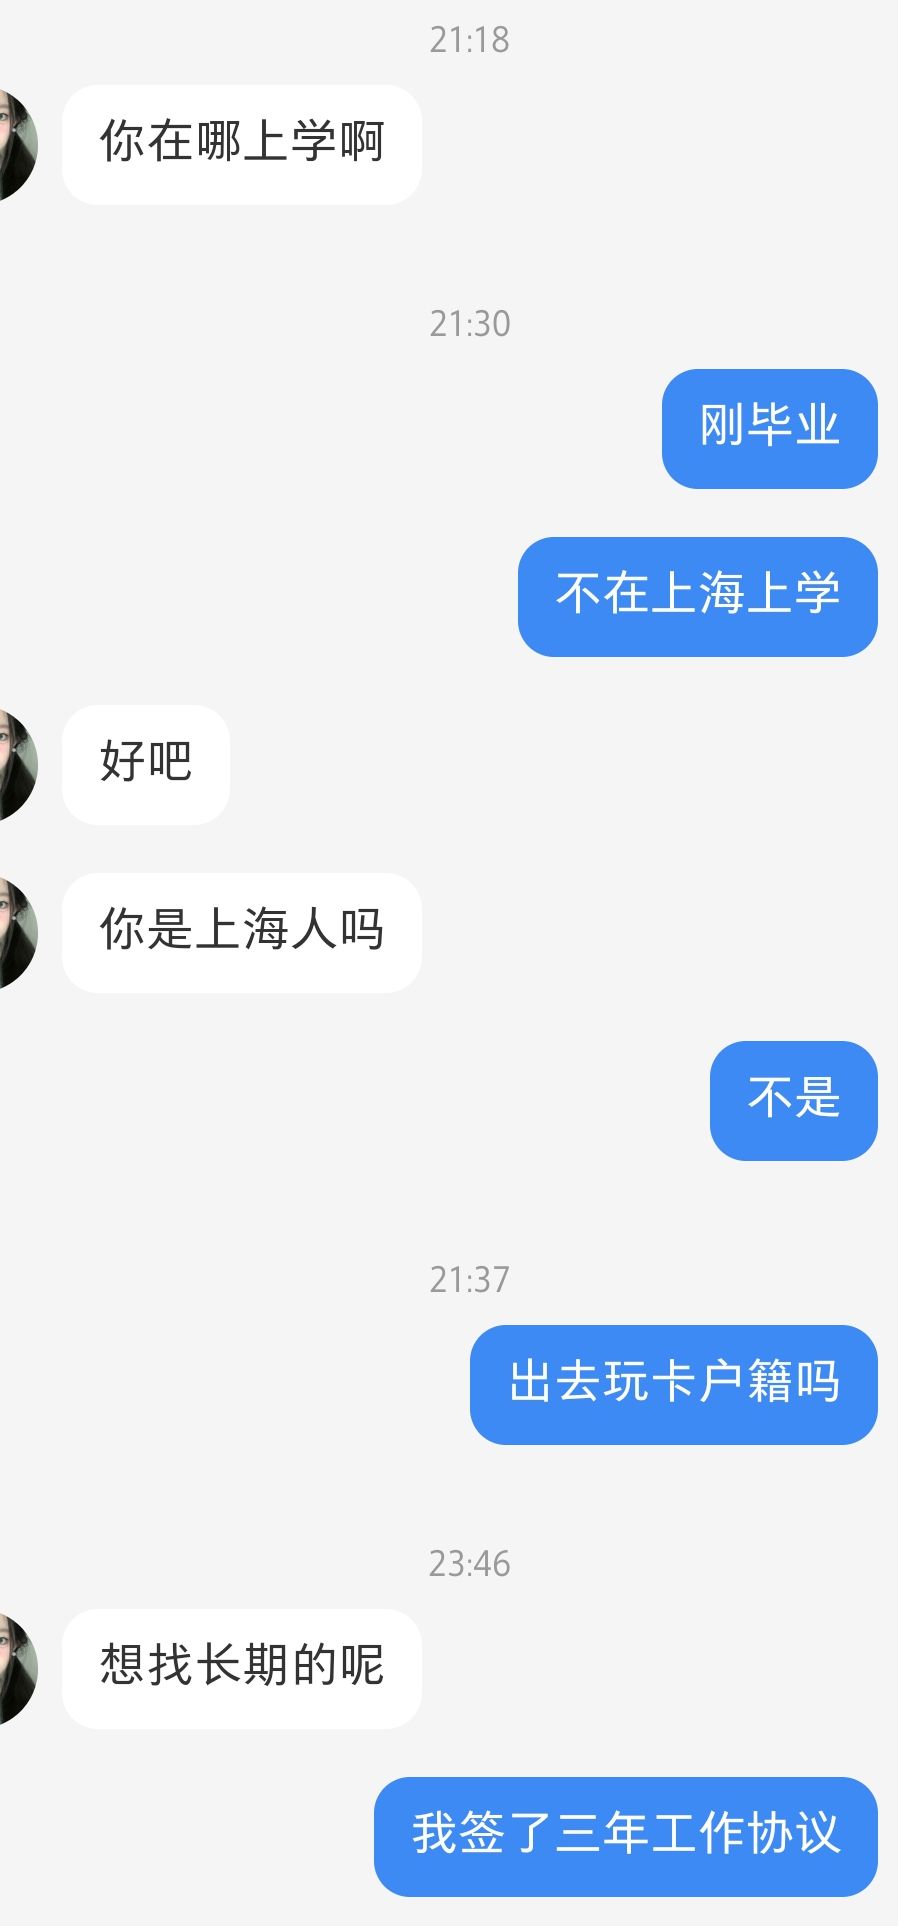 21:18
你在哪上学啊
21:30
刚毕业
不在上海上学
好吧
你是上海人吗
不是
21:37
出去玩卡户籍吗
23:46
想找长期的呢
我签了三年工作协议